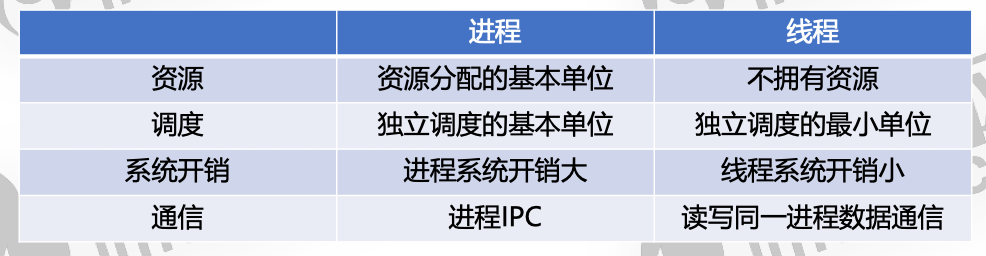 进程 线程
资源 资源分配的基本单位 不拥有资源
调度 独立调度的基本单位 独立调度的最小单位
系统开销 进程系统开销大 线程系统开销小
通信 进程IPC 读写同一进程数据通信